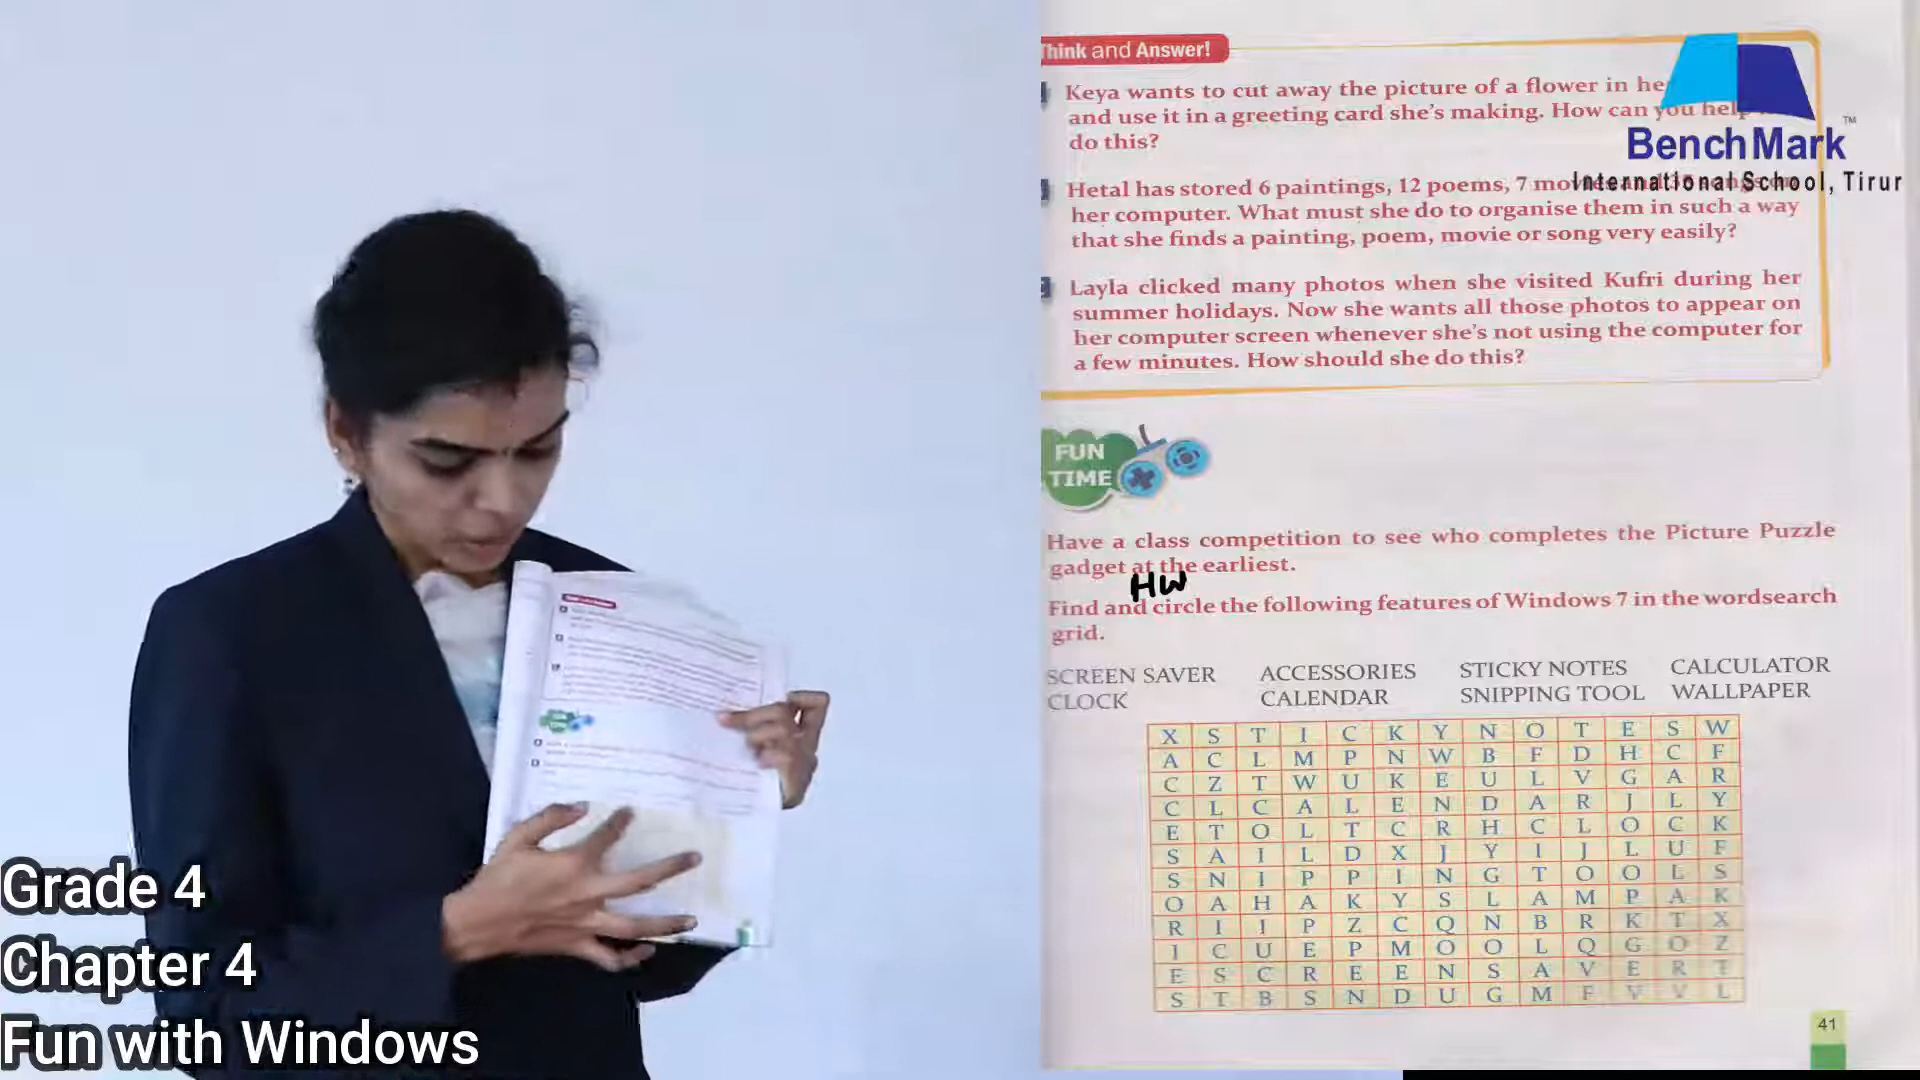 Think and Answer!
Keya wants to cut away the picture of a flower in
and use it in a greeting card she's making. How can you
do this?
Hetal has stored 6 paintings, 12 poems, 7
her computer. What must she do to organise them in such a way
that she finds a painting, poem, movie or song very easily?
Layla clicked many photos when she visited Kufri during her
summer holidays. Now she wants all those photos to appear on
her computer screen whenever she's not using the computer for
a few minutes. How should she do this?
BenchMark™
International School, Tirur
FUN
TIME
Have a class competition to see who completes the Picture Puzzle
gadget at the earliest.
HW
Find and circle the following features of Windows 7 in the wordsearch
grid.
SCREEN SAVER ACCESSORIES STICKY NOTES CALCULATOR
CLOCK CALENDAR SNIPPING TOOL WALLPAPER
X S T I C K Y N O T E S W
A C L M P N W B F D H C F
C Z T W U K E U L V G A R
C L C A L E N D A R J L Y
E T O L T C R H C L O C K
S A I L D X J Y I J L U F
S N I P P I N G T O O L S
O A H A K Y S L A M P A K
R I I P Z C Q N B R K T X
I C U E P M O O L Q G O Z
E S C R E E N S A V E R T
S T B S N D U G M F V V L
41
Grade 4
Chapter 4
Fun with Windows